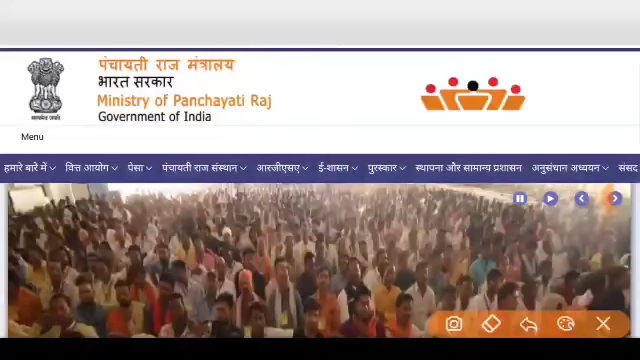 पंचायती राज मंत्रालय
भारत सरकार
Ministry of Panchayati Raj
Government of India
Menu
हमारे बारे में वित्त आयोग पेसा पंचायती राज संस्थान आरजीएसए ई-शासन पुरस्कार स्थापना और सामान्य प्रशासन अनुसंधान अध्ययन संसद